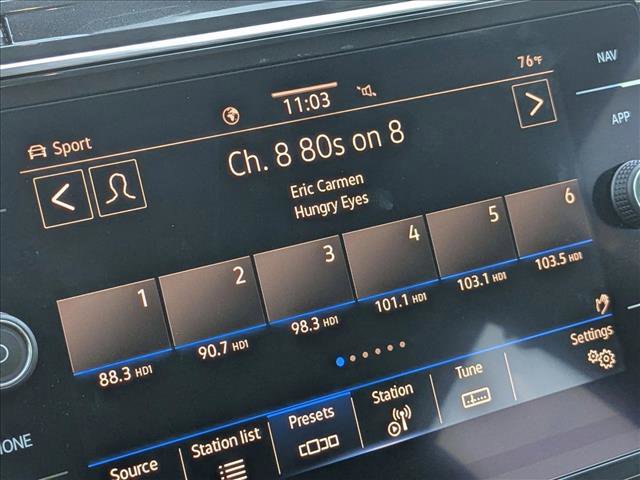 76°F
NAV
11:03
Sport
APP
Ch. 8 80s on 8
Eric Carmen
Hungry Eyes
1 2 3 4 5 6
88.3 HD1 90.7 HD1 98.3 HD1 101.1 HD1 103.1 HD1 103.5 HD1
Settings
Source Station list Presets Station Tune
HONE